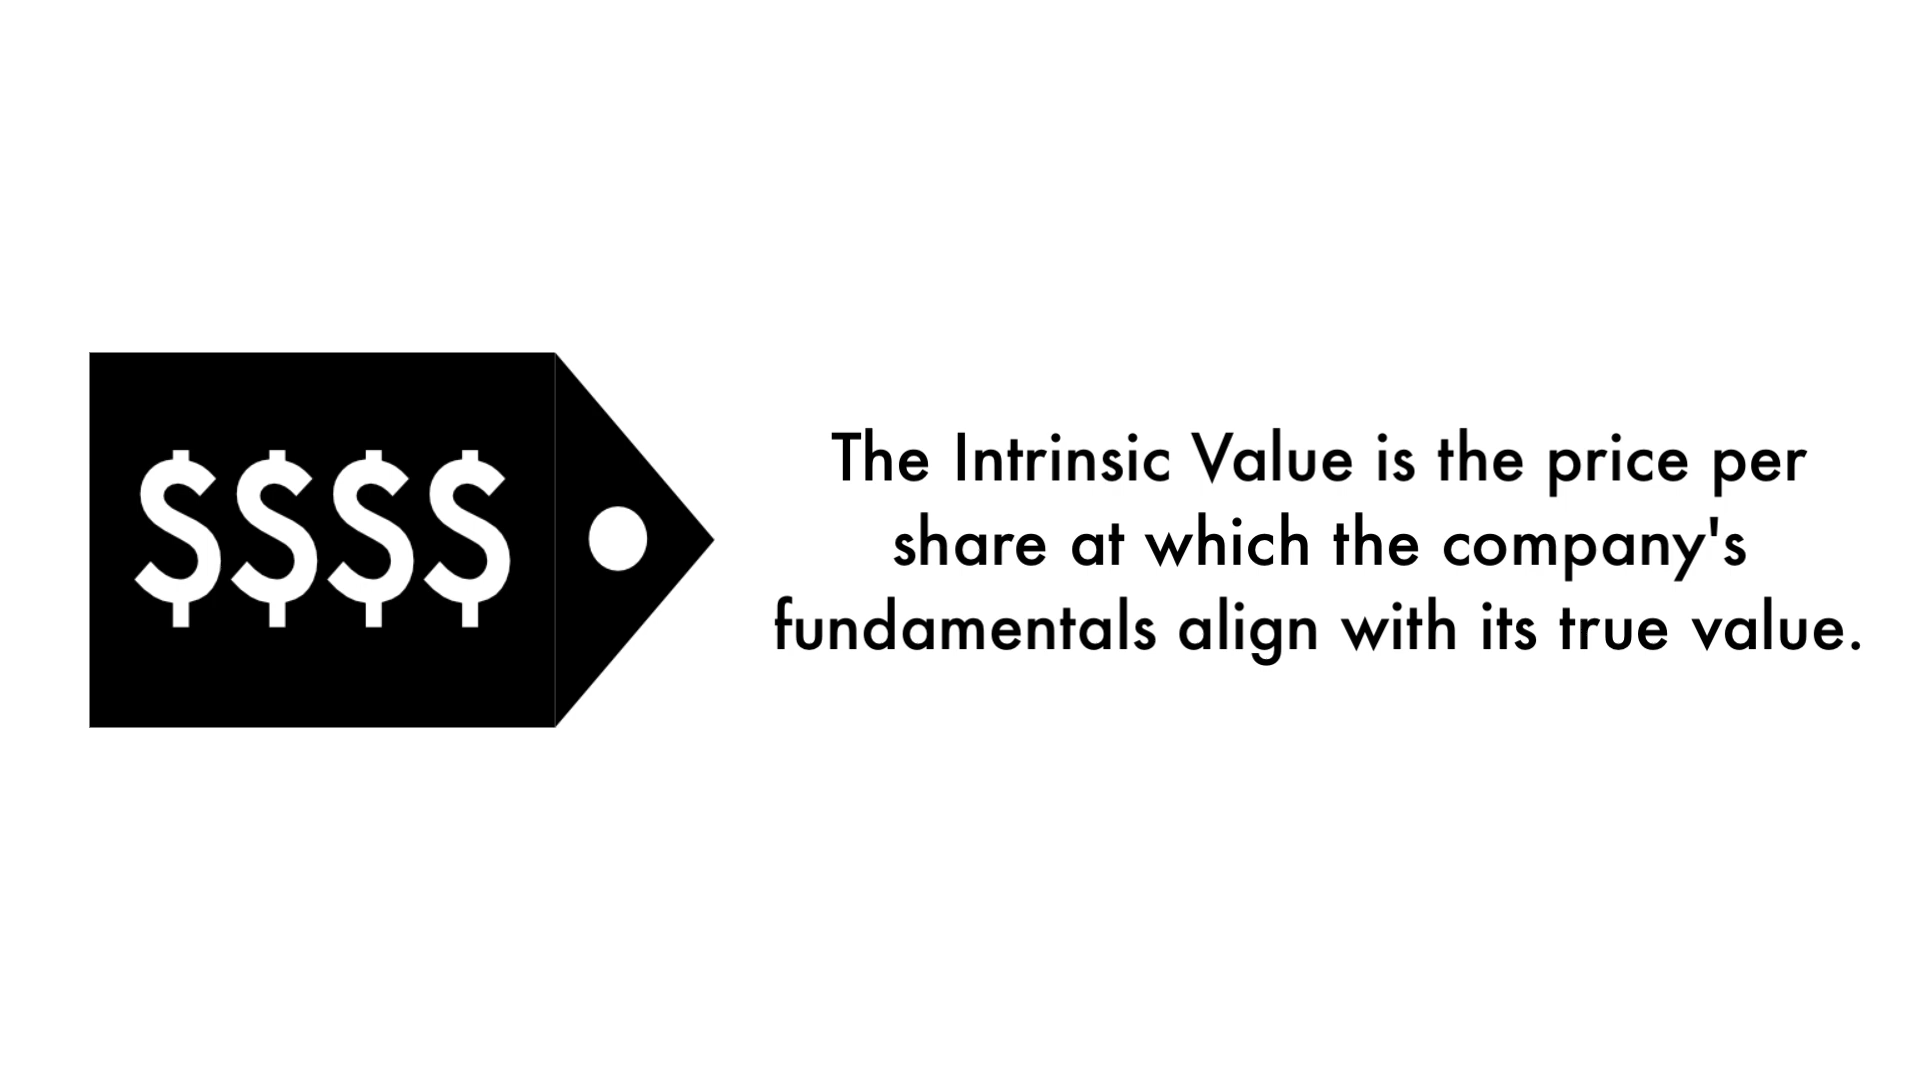 $$$$
The Intrinsic Value is the price per
share at which the company's
fundamentals align with its true value.